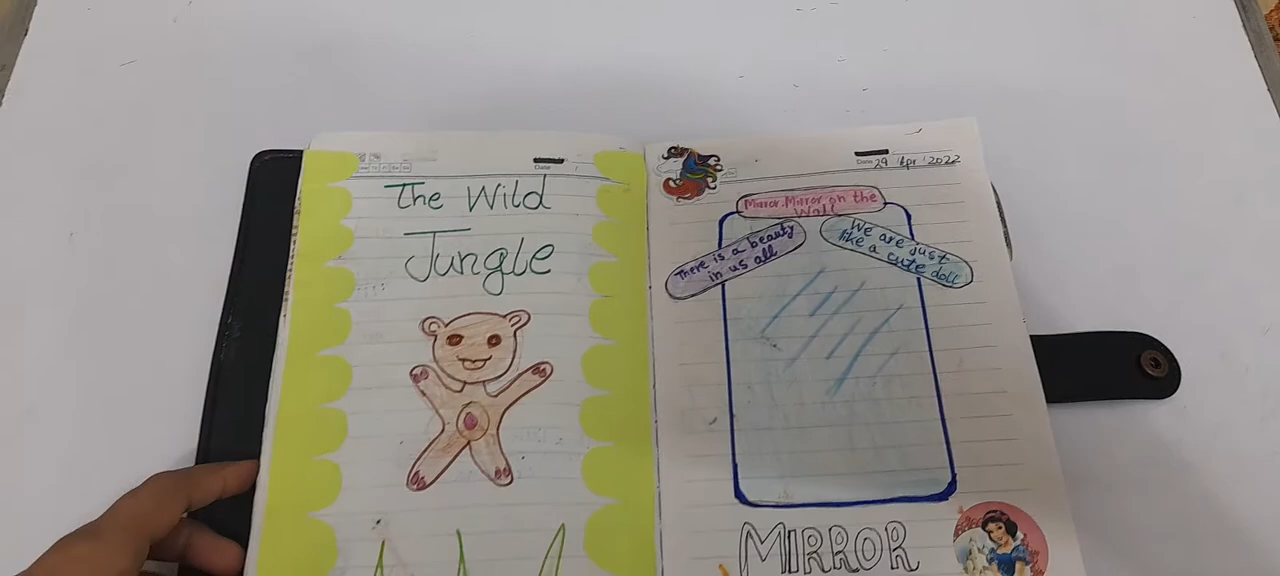 Date
The Wild
Jungle
Date 29 Apr 2022
Mirror Mirror on the
Wall
There is a beauty
in us all
We are just
like a cute doll
MIRROR